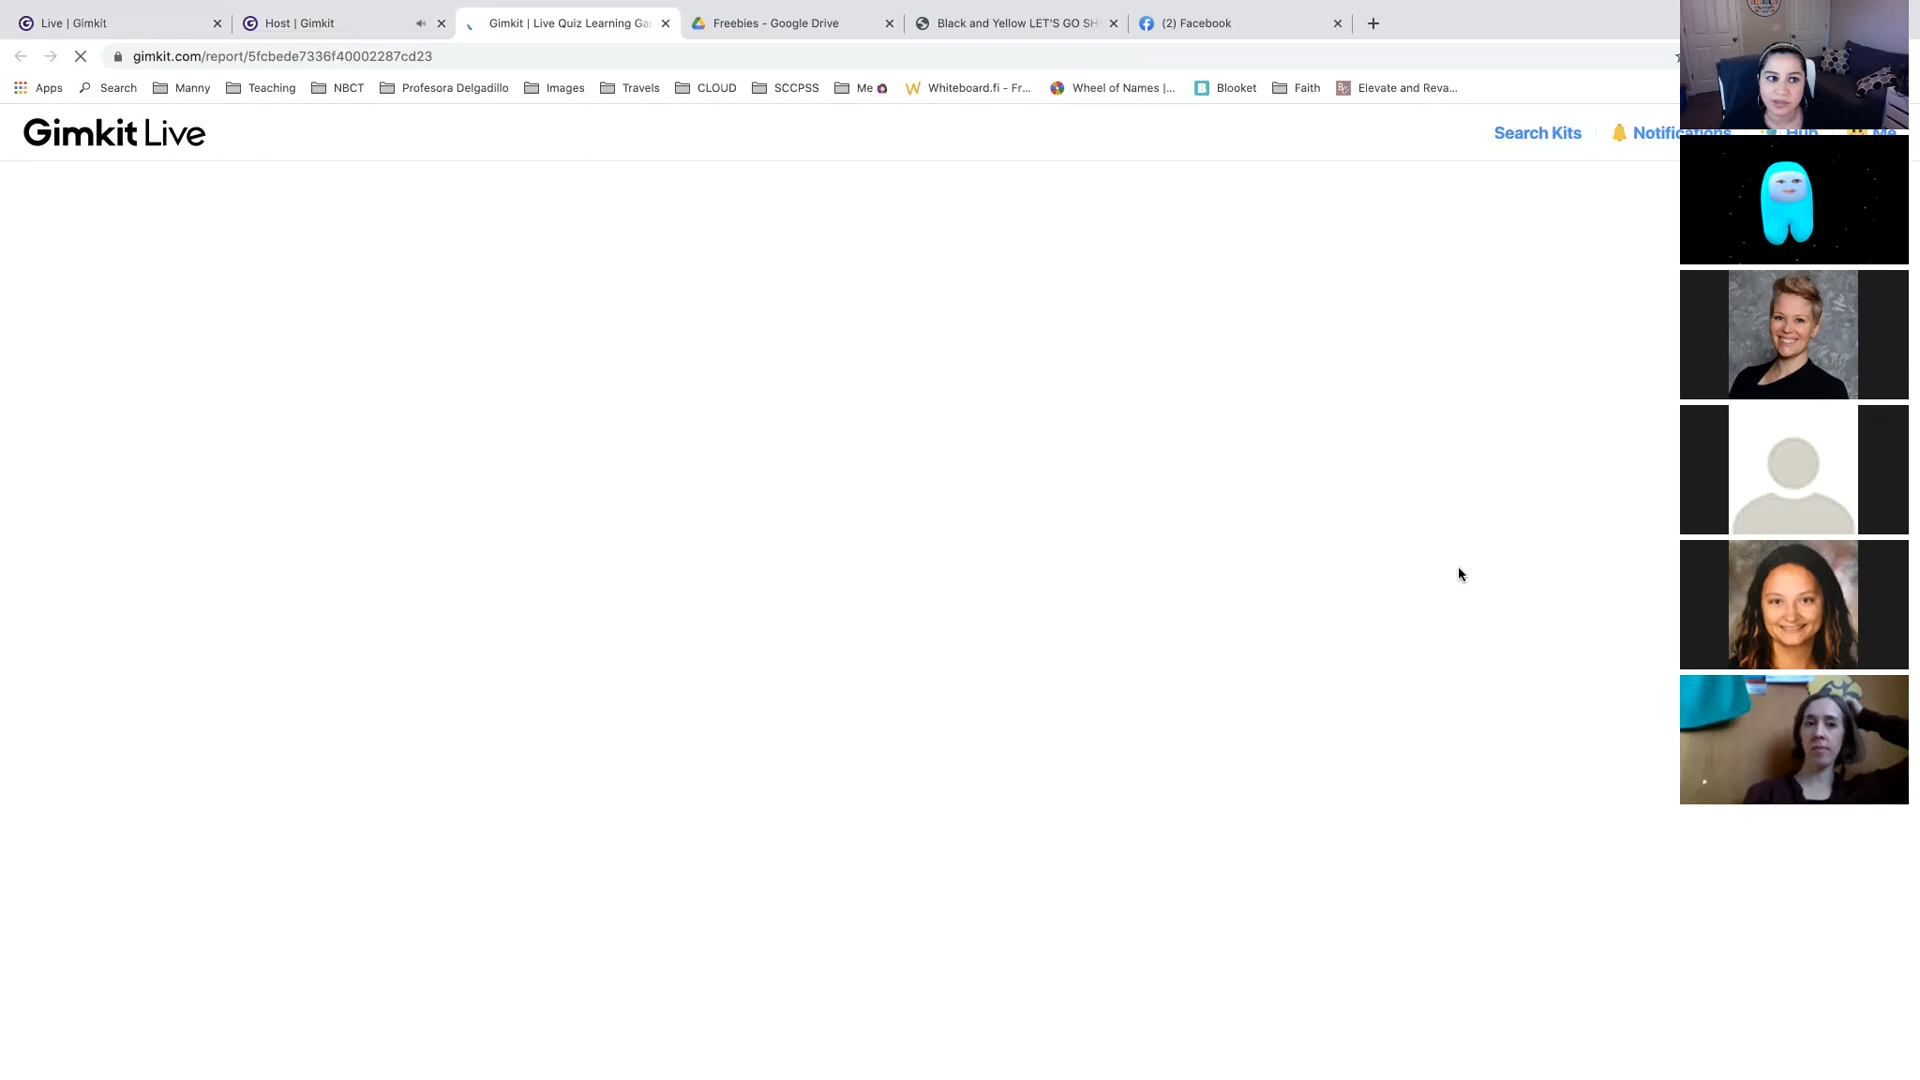 Live | Gimkit
Host | Gimkit
Gimkit | Live Quiz Learning Ga
Freebies - Google Drive
Black and Yellow LET'S GO SH
(2) Facebook
gimkit.com/report/5fcbede7336f40002287cd23
Apps
Search
Manny
Teaching
NBCT
Profesora Delgadillo
Images
Travels
CLOUD
SCCPSS
Me
Whiteboard.fi - Fr...
Wheel of Names |...
Blooket
Faith
Elevate and Reva...
Gimkit Live
Search Kits
Notifications
Hub
Me